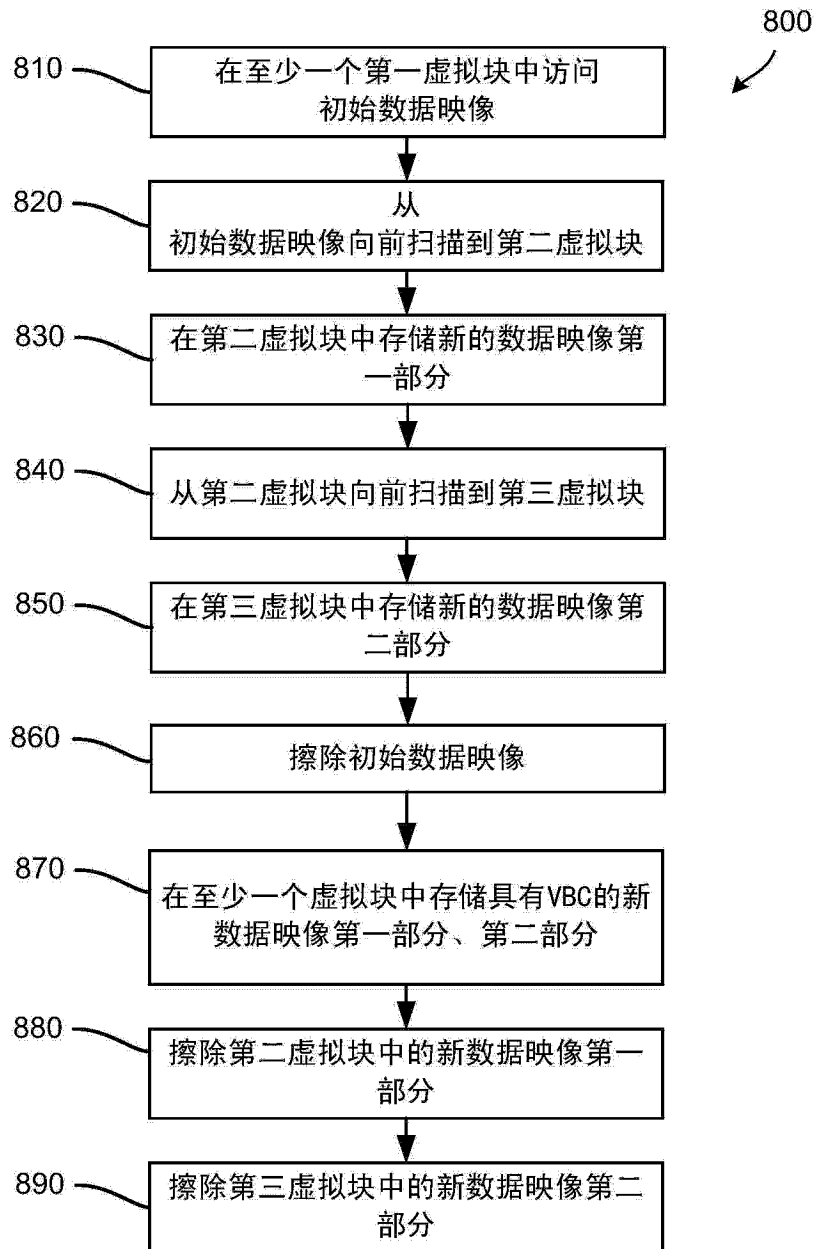 800
810
在至少一个第一虚拟块中访问
初始数据映像
820
从
初始数据映像向前扫描到第二虚拟块
830
在第二虚拟块中存储新的数据映像第
一部分
840
从第二虚拟块向前扫描到第三虚拟块
850
在第三虚拟块中存储新的数据映像第
二部分
860
擦除初始数据映像
870
在至少一个虚拟块中存储具有VBC的新
数据映像第一部分、第二部分
880
擦除第二虚拟块中的新数据映像第一
部分
890
擦除第三虚拟块中的新数据映像第二
部分